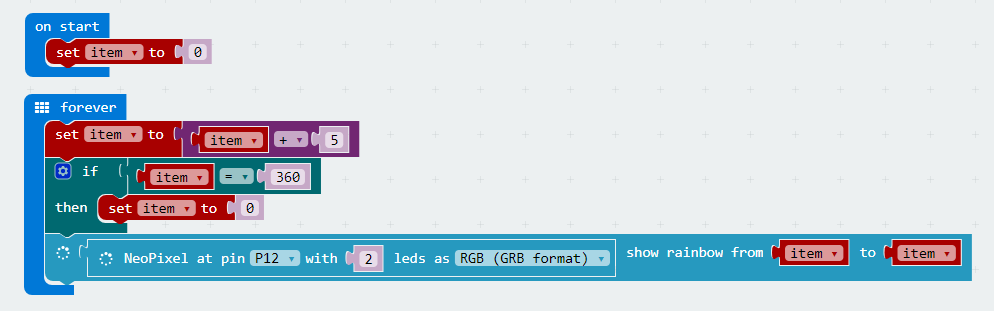 on start
set item to 0
forever
set item to item + 5
if item = 360
then set item to 0
NeoPixel at pin P12 with 2 leds as RGB (GRB format) show rainbow from item to item